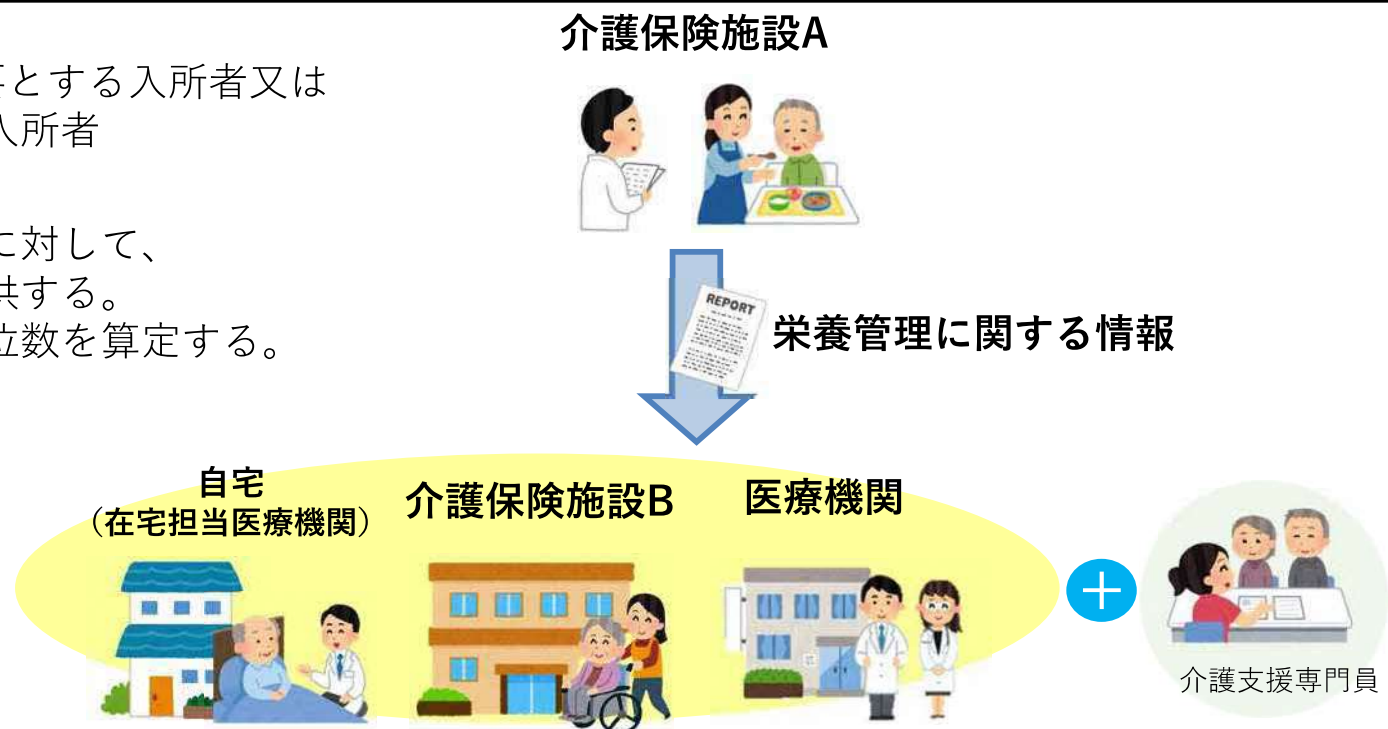 介護保険施設A
要とする入所者又は
入所者
に対して、
供する。
位数を算定する。
REPORT
栄養管理に関する情報
自宅
（在宅担当医療機関）
介護保険施設B
医療機関
＋
介護支援専門員